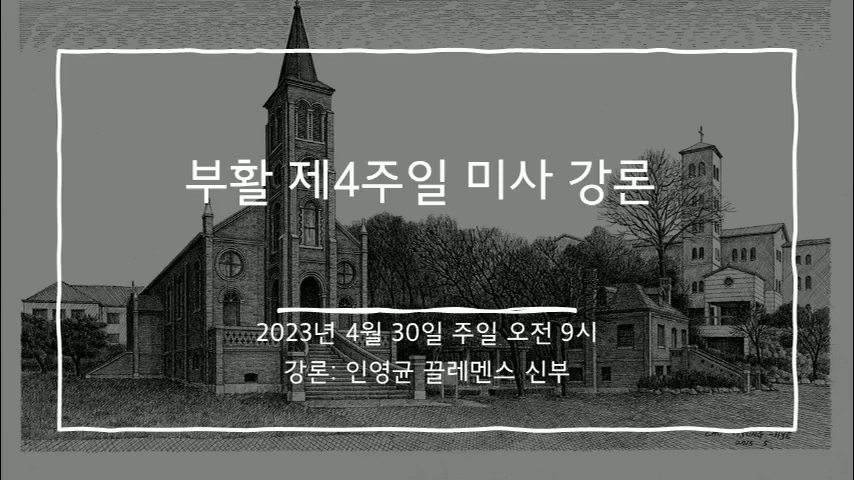 부활 제4주일 미사 강론
2023년 4월 30일 주일 오전 9시
강론: 인영균 끌레멘스 신부